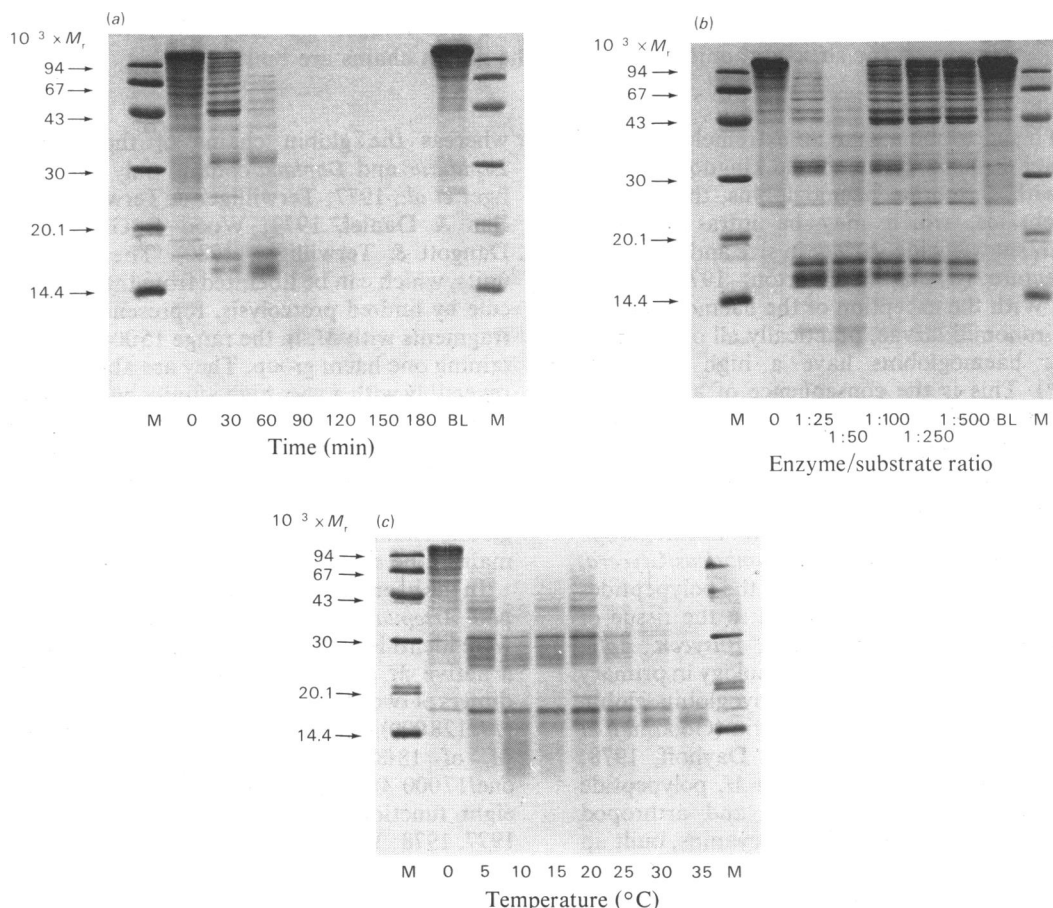 (a)
10 ³ × Mᵣ
94
67
43
30
20.1
14.4
M 0 30 60 90 120 150 180 BL M
Time (min)
(b)
10 ³ × Mᵣ
94
67
43
30
20.1
14.4
M 0 1:25 1:100 1:500 BL M
1:50 1:250
Enzyme/substrate ratio
(c)
10 ³ × Mᵣ
94
67
43
30
20.1
14.4
M 0 5 10 15 20 25 30 35 M
Temperature (°C)